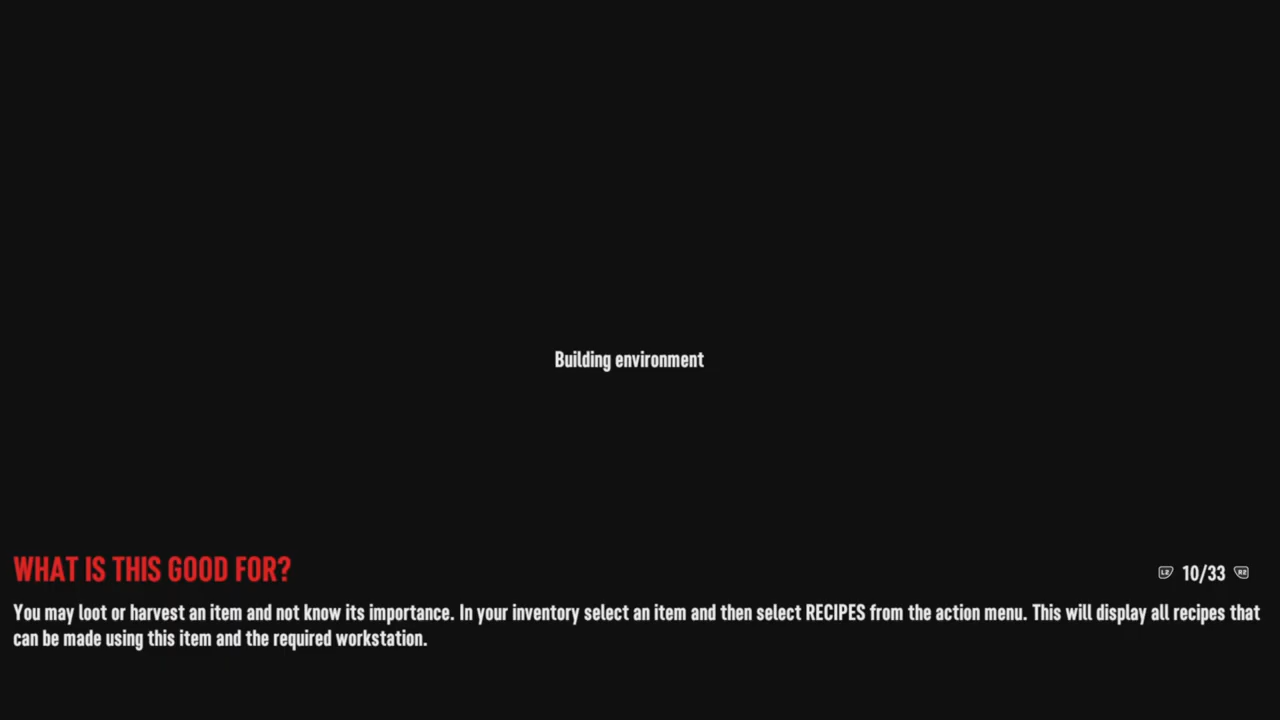 Building environment
WHAT IS THIS GOOD FOR?
L2 10/33 R2
You may loot or harvest an item and not know its importance. In your inventory select an item and then select RECIPES from the action menu. This will display all recipes that
can be made using this item and the required workstation.